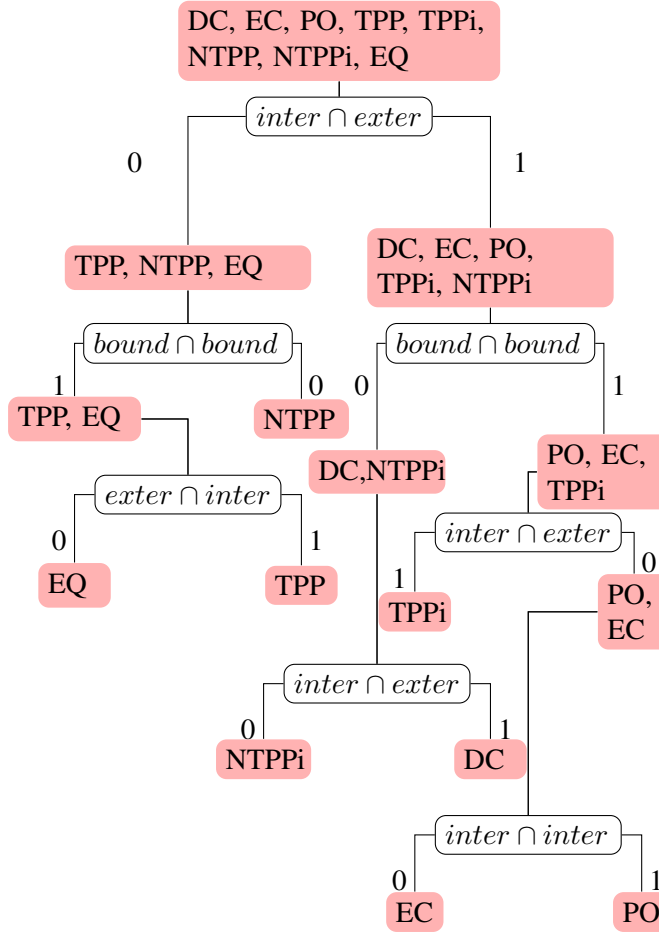 DC, EC, PO, TPP, TPPi,
NTPP, NTPPi, EQ
inter ∩ exter
0
1
TPP, NTPP, EQ
DC, EC, PO,
TPPi, NTPPi
bound ∩ bound
bound ∩ bound
1
0
0
1
TPP, EQ
NTPP
DC,NTPPi
PO, EC,
TPPi
exter ∩ inter
inter ∩ exter
0
1
1
0
EQ
TPP
TPPi
PO,
EC
inter ∩ exter
0
1
NTPPi
DC
inter ∩ inter
0
1
EC
PO